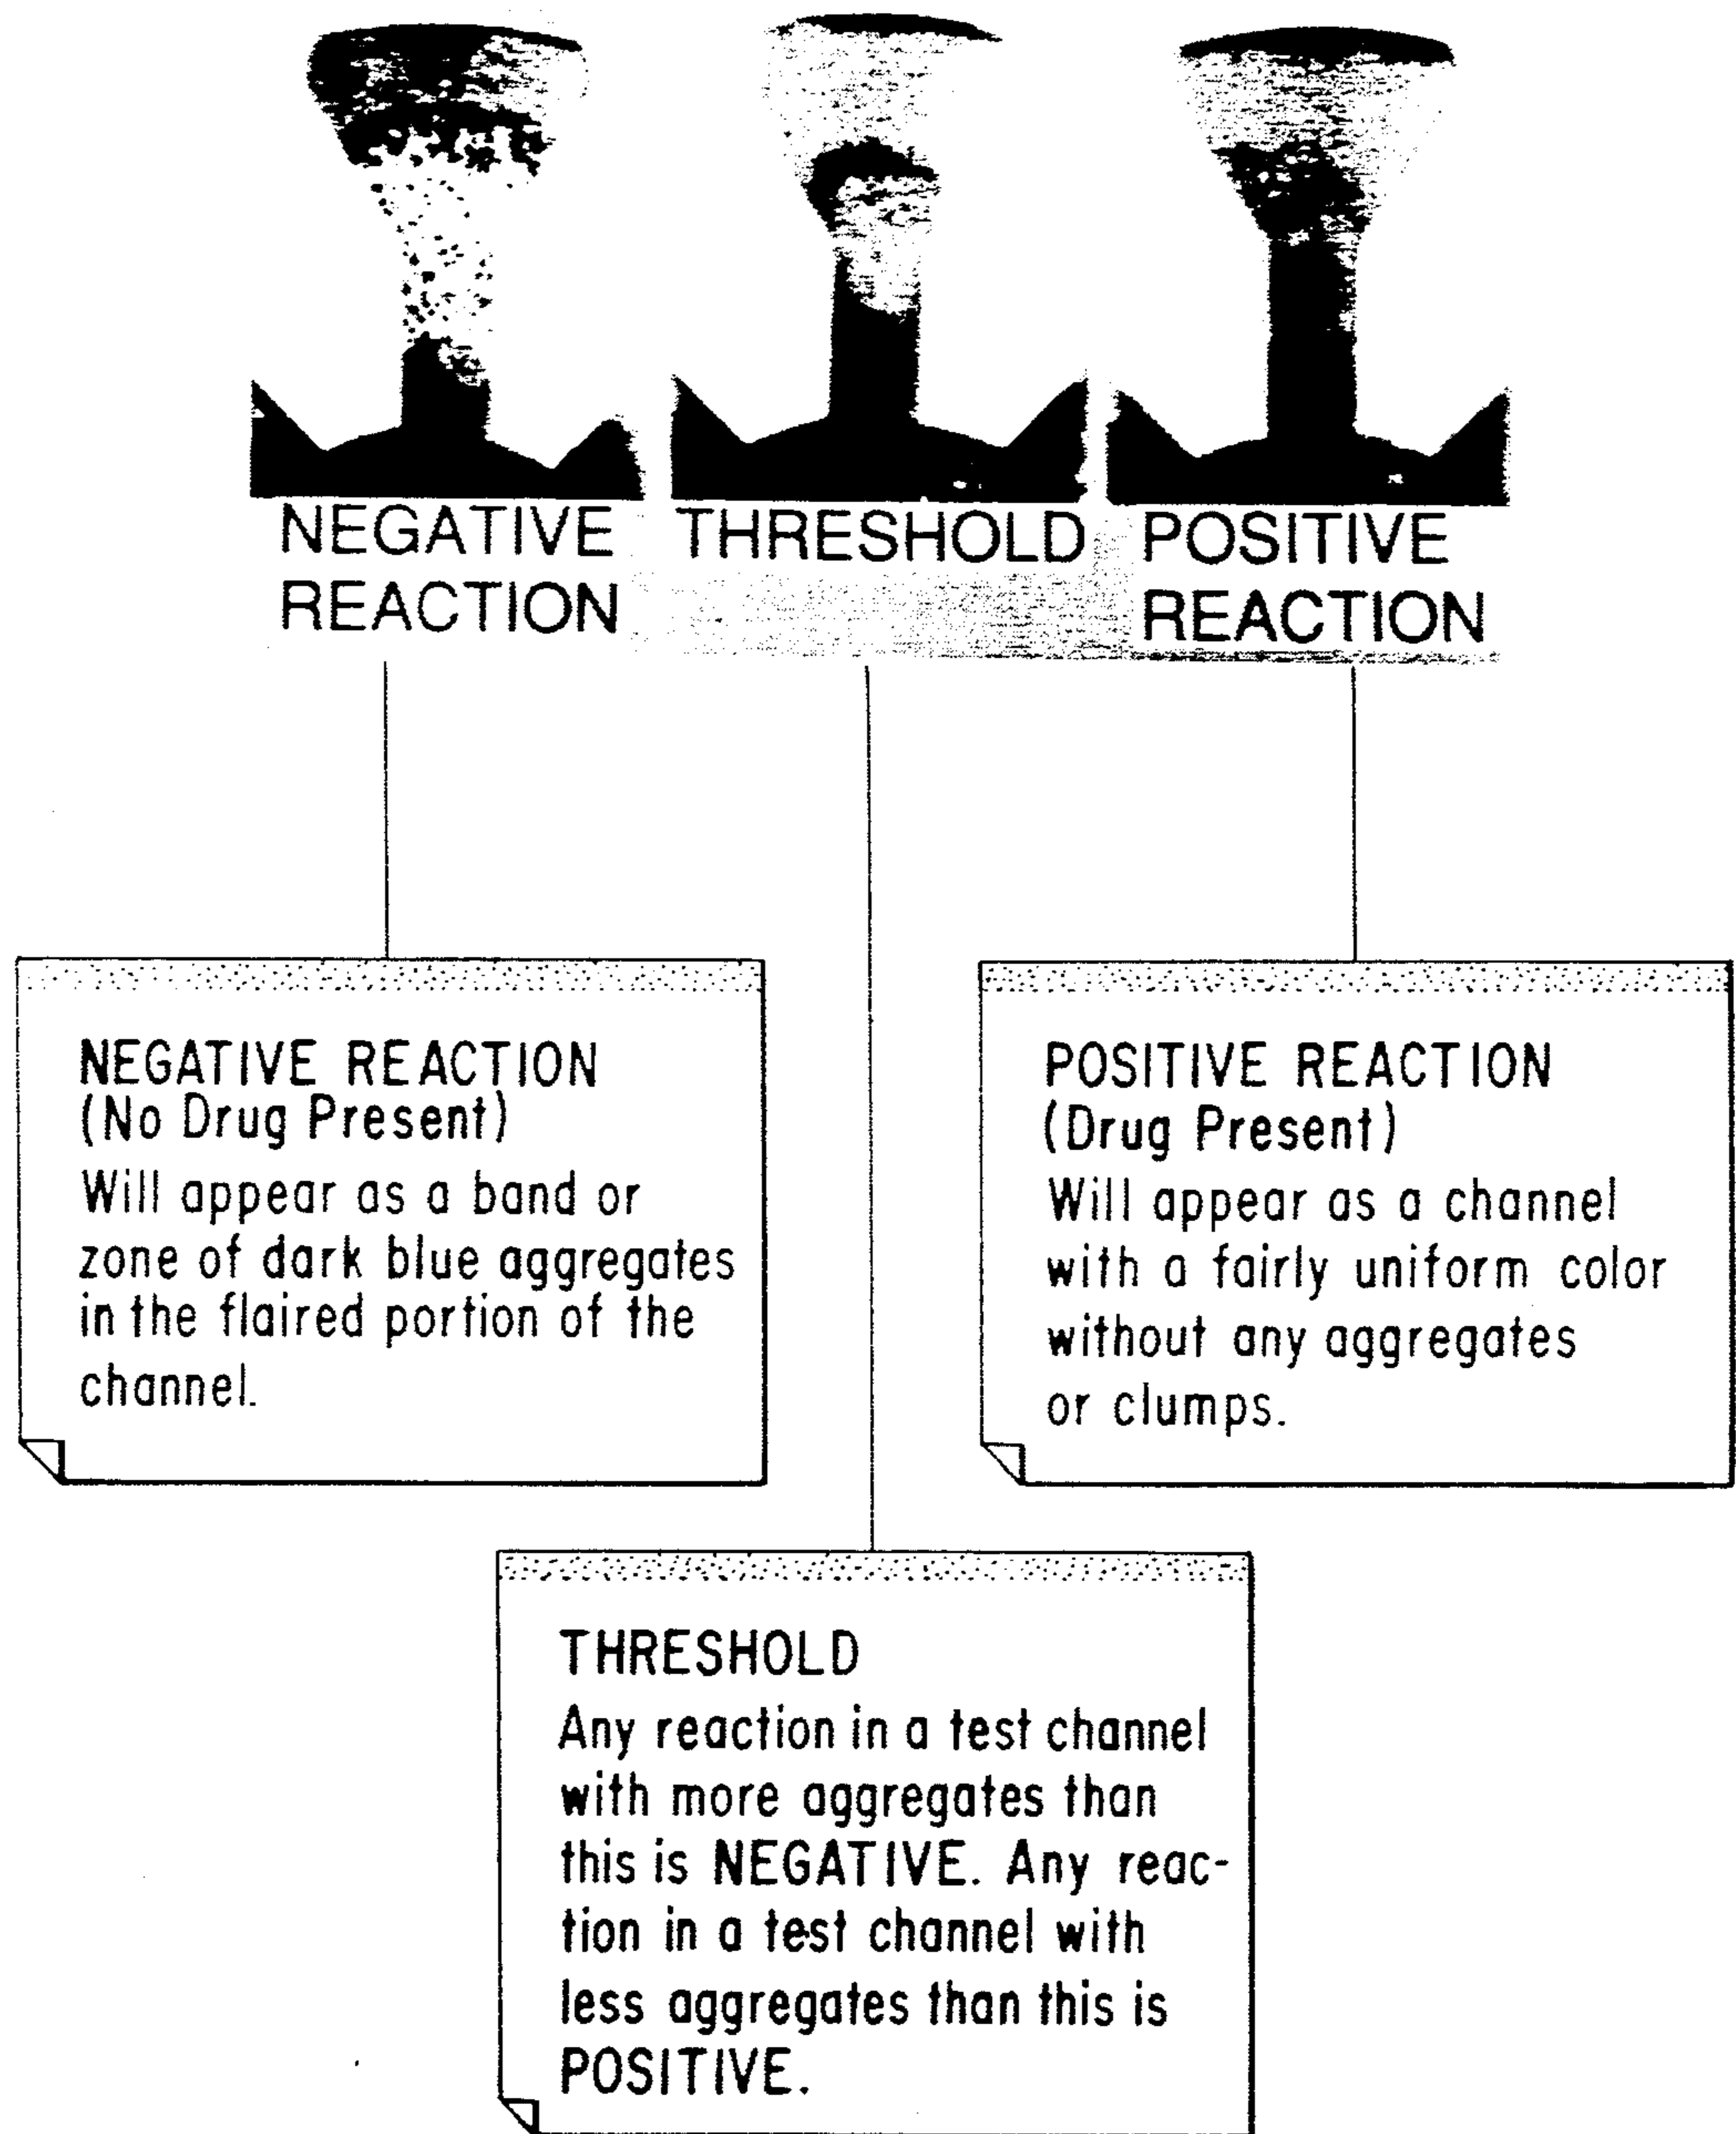 NEGATIVE
REACTION
THRESHOLD
POSITIVE
REACTION
NEGATIVE REACTION
(No Drug Present)
Will appear as a band or
zone of dark blue aggregates
in the flaired portion of the
channel.
POSITIVE REACTION
(Drug Present)
Will appear as a channel
with a fairly uniform color
without any aggregates
or clumps.
THRESHOLD
Any reaction in a test channel
with more aggregates than
this is NEGATIVE. Any reac-
tion in a test channel with
less aggregates than this is
POSITIVE.